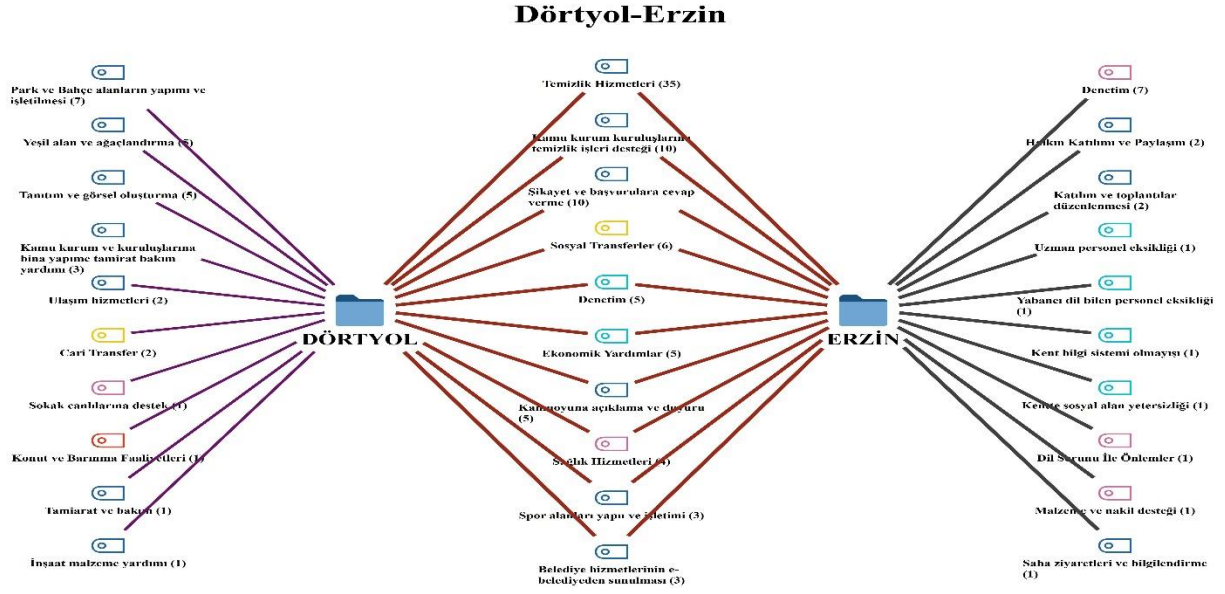 Dörtyol-Erzin
Park ve Bahçe alanların yapımı ve
işletilmesi (7)
Yeşil alan ve ağaçlandırma (5)
Tanıtım ve görsel oluşturma (5)
Kamu kurum ve kuruluşlarına
bina yapımc tamirat bakım
yardımı (3)
Ulaşım hizmetleri (2)
Cari Transfer (2)
Sokak canlılarına destek (1)
Konut ve Barınma Faaliyetleri (1)
Tamiarat ve bakım (1)
İnşaat malzeme yardımı (1)
DÖRTYOL
Temizlik Hizmetleri (35)
Kamu kurum kuruluşlarına
temizlik işleri desteği (10)
Şikayet ve başvurulara cevap
verme (10)
Sosyal Transferler (6)
Denetim (5)
Ekonomik Yardımlar (5)
Kamuoyuna açıklama ve duyuru
(5)
Sağlık Hizmetleri (4)
Spor alanları yapı ve işletimi (3)
Belediye hizmetlerinin e-
belediyeden sunulması (3)
ERZİN
Denetim (7)
Halkın Katılımı ve Paylaşım (2)
Katılım ve toplantılar
düzenlenmesi (2)
Uzman personel eksikliği (1)
Yabancı dil bilen personel eksikliği
(1)
Kent bilgi sistemi olmayışı (1)
Kentte sosyal alan yetersizliği (1)
Dil Sorunu İle Önlemler (1)
Malzeme ve nakil desteği (1)
Saha ziyaretleri ve bilgilendirme
(1)